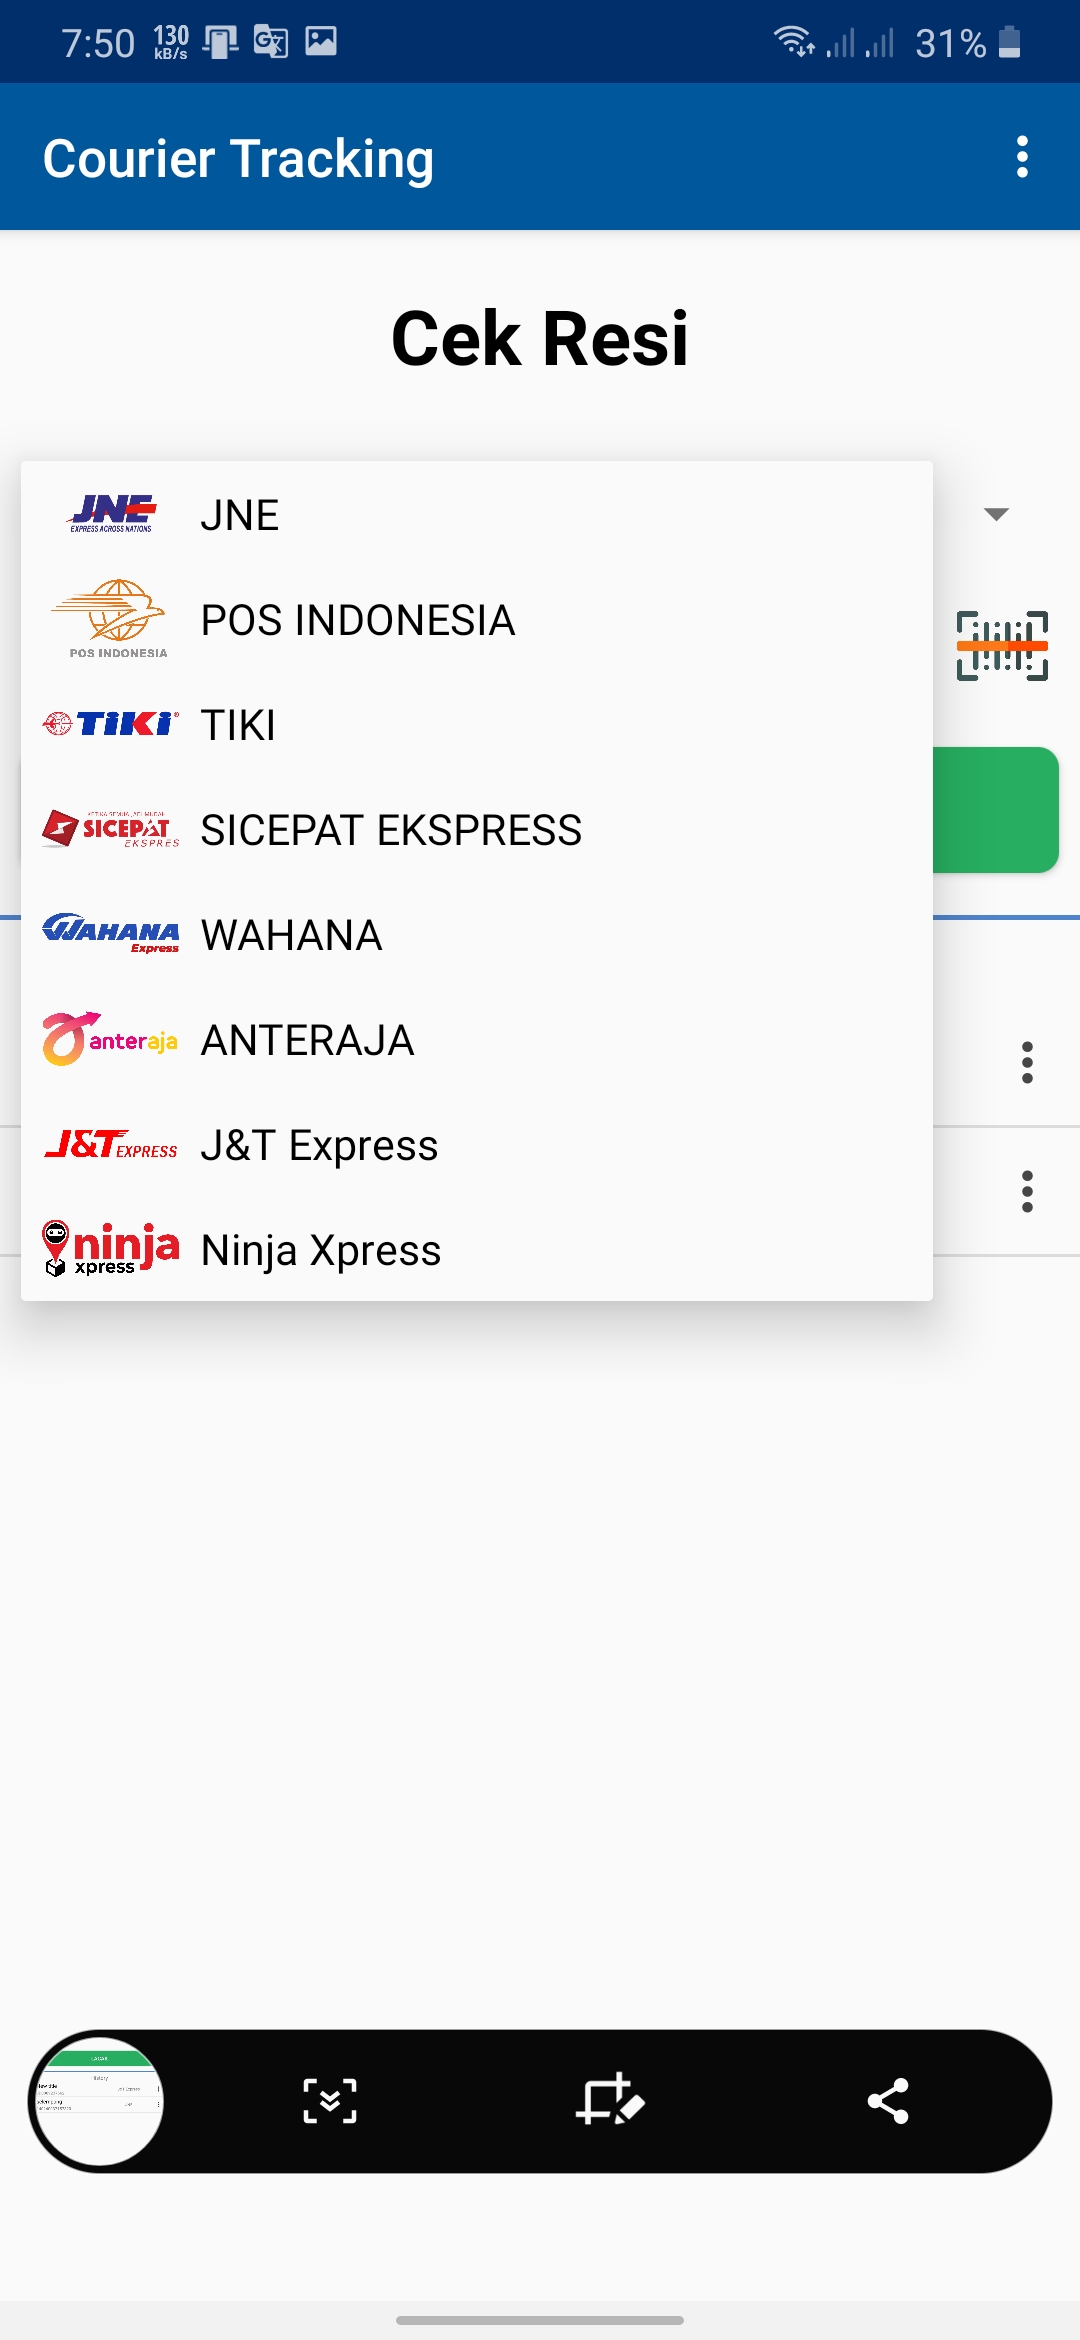 7:50 130 kB/s 31%
Courier Tracking
Cek Resi
JNE EXPRESS ACROSS NATIONS JNE
POS INDONESIA POS INDONESIA
TiKi TIKI
SICEPAT EKSPRES SICEPAT EKSPRESS
WAHANA Express WAHANA
anteraja ANTERAJA
J&T EXPRESS J&T Express
ninja xpress Ninja Xpress
History